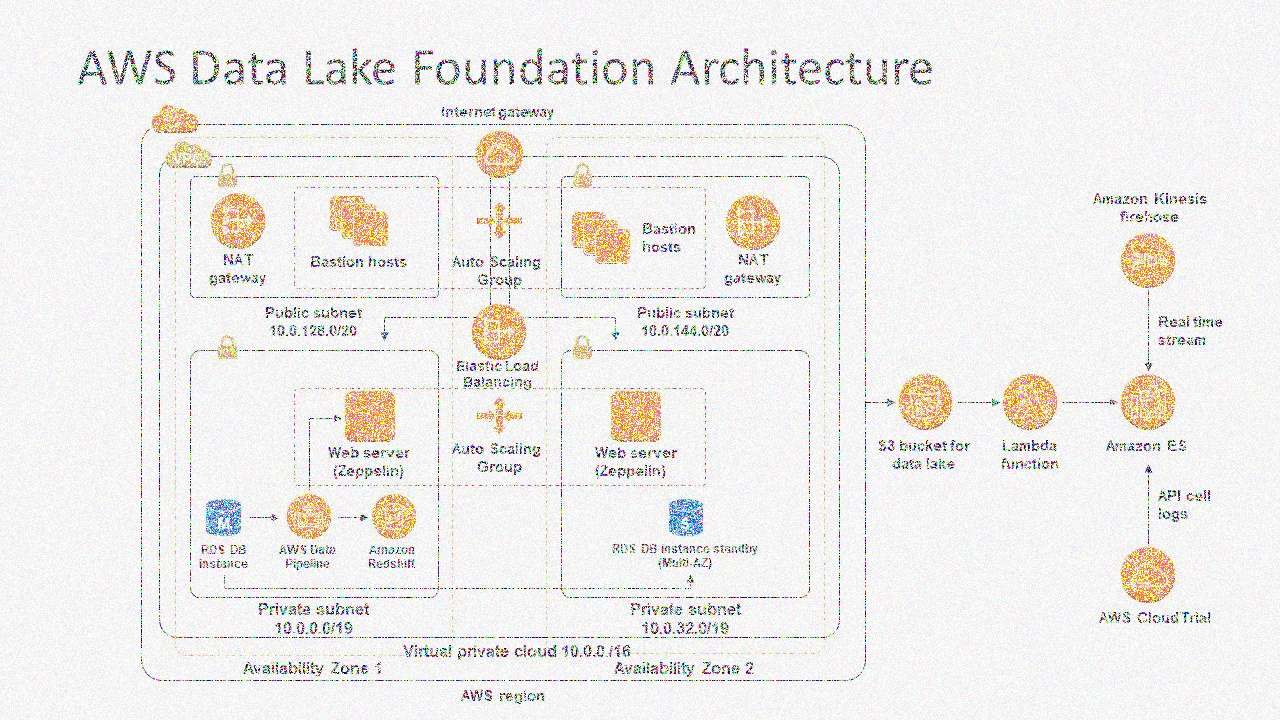 AWS Data Lake Foundation Architecture
Internet gateway
VPC
NAT
gateway
Bastion hosts
Auto Scaling
Group
Bastion
hosts
NAT
gateway
Public subnet
10.0.128.0/20
Public subnet
10.0.144.0/20
Elastic Load
Balancing
Web server
(Zeppelin)
Auto Scaling
Group
Web server
(Zeppelin)
RDS DB
instance
M
AWS Data
Pipeline
Amazon
Redshift
S
RDS DB instance standby
(Multi-AZ)
Private subnet
10.0.0.0/19
Private subnet
10.0.32.0/19
Virtual private cloud 10.0.0./16
Availability Zone 1
Availability Zone 2
AWS region
S3 bucket for
data lake
Lambda
function
Amazon ES
Amazon Kinesis
firehose
Real time
stream
API cell
logs
AWS CloudTrial